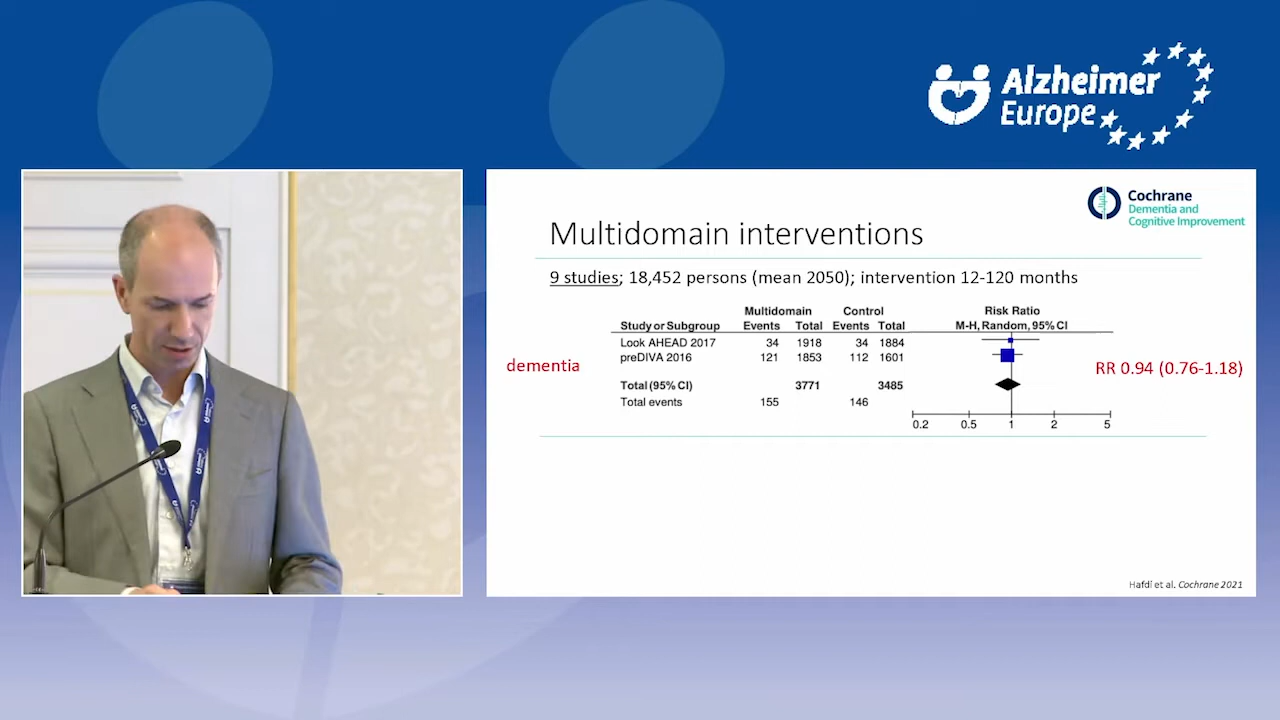 Alzheimer
Europe
Cochrane
Dementia and
Cognitive Improvement
Multidomain interventions
9 studies; 18,452 persons (mean 2050); intervention 12-120 months
Multidomain Control Risk Ratio
Study or Subgroup Events Total Events Total M-H, Random, 95% CI
Look AHEAD 2017 34 1918 34 1884
preDIVA 2016 121 1853 112 1601
dementia
RR 0.94 (0.76-1.18)
Total (95% CI) 3771 3485
Total events 155 146
0.2 0.5 1 2 5
Hafdi et al. Cochrane 2021